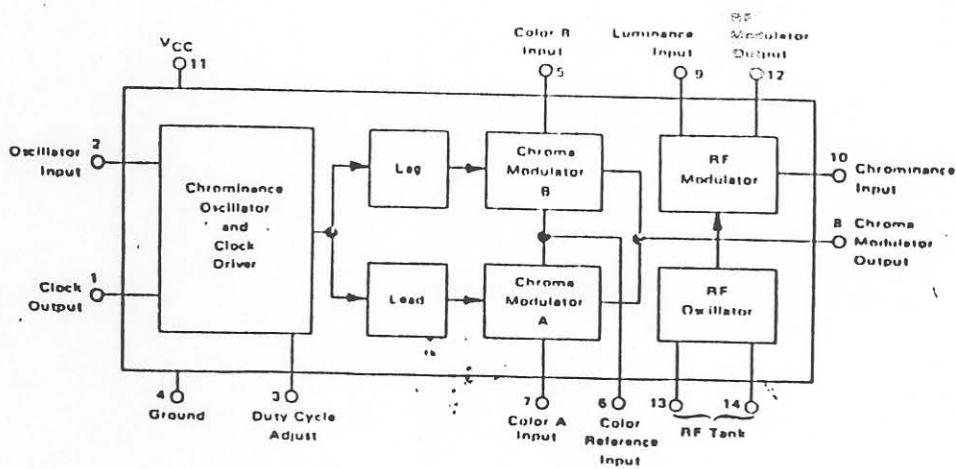 VCC
11
Color B
Input
5
Luminance
Input
9
RF
Modulator
Output
12
Oscillator
Input
2
Chrominance
Oscillator
and
Clock
Driver
Lag
Chroma
Modulator
B
RF
Modulator
10
Chrominance
Input
8
Chroma
Modulator
Output
Clock
Output
1
Lead
Chroma
Modulator
A
RF
Oscillator
4
Ground
3
Duty Cycle
Adjust
7
Color A
Input
6
Color
Reference
Input
13
14
RF Tank